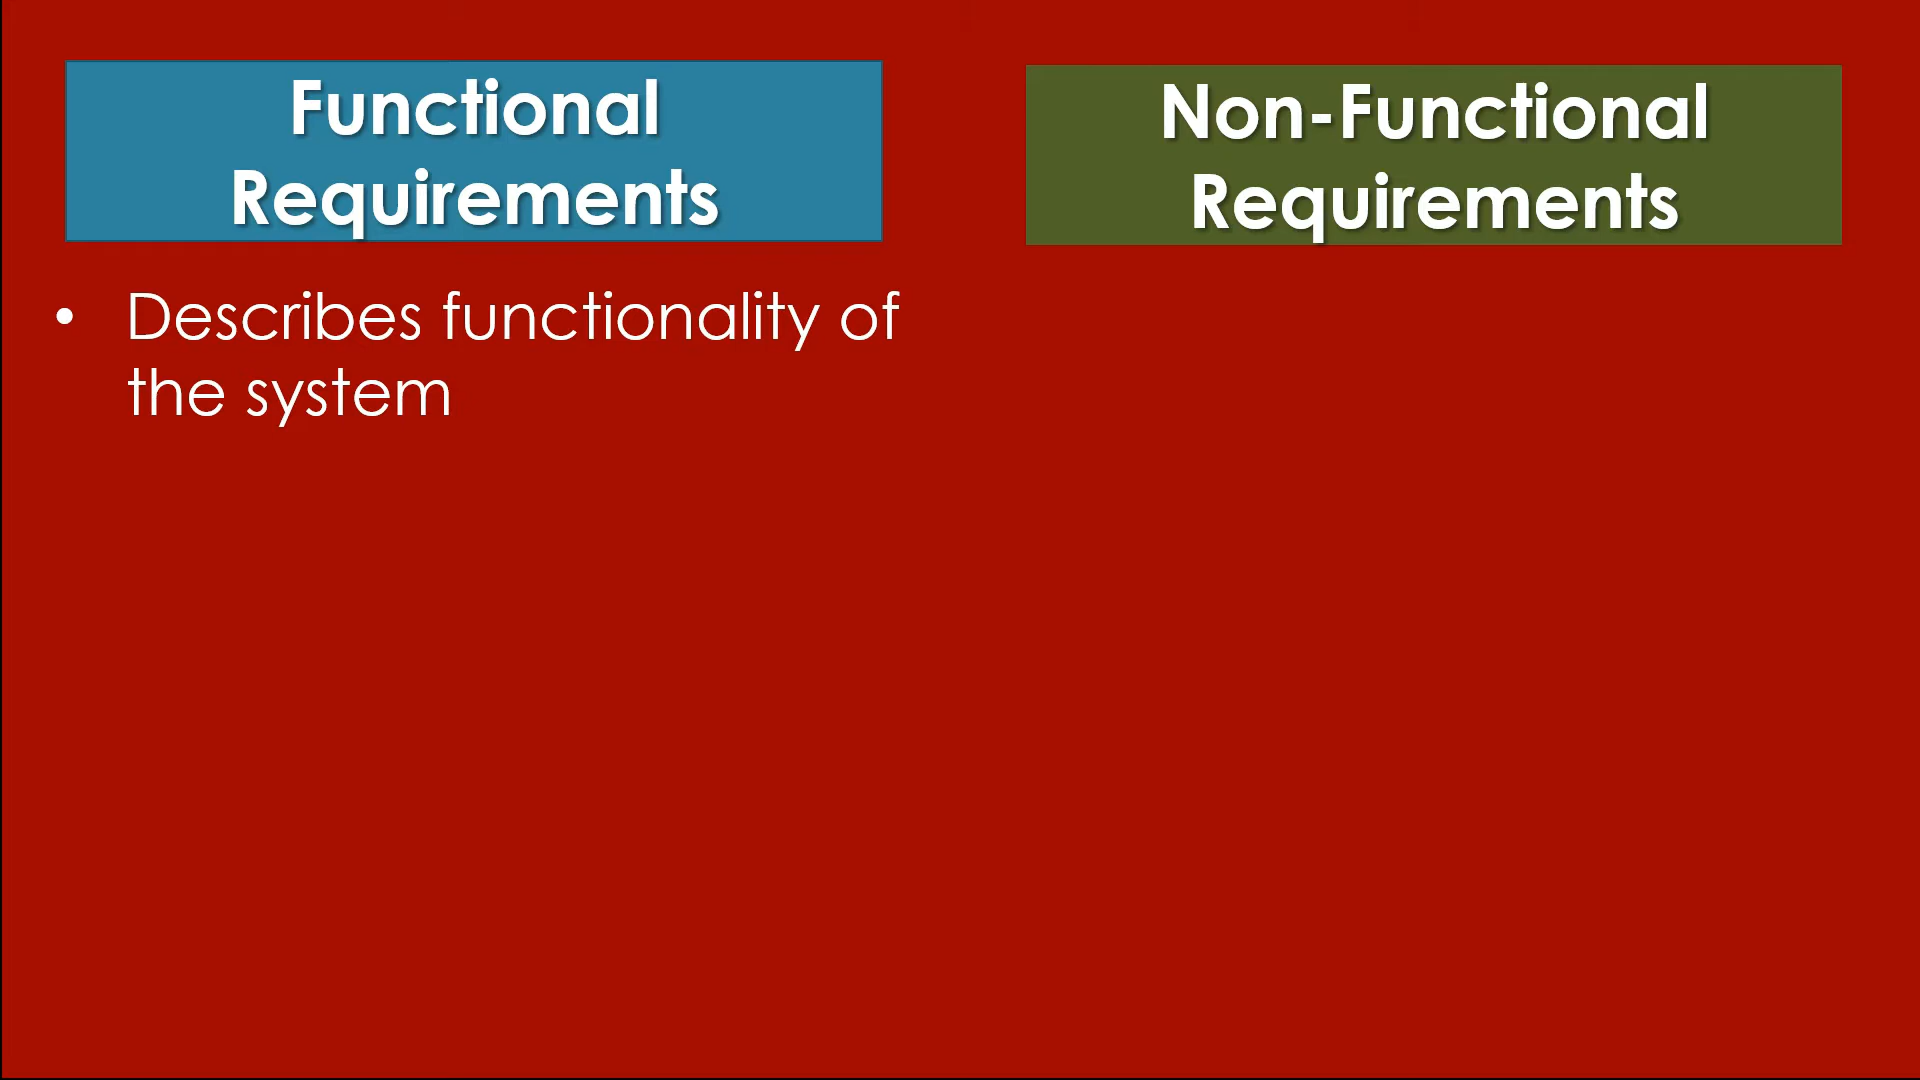 Functional
Requirements
Non-Functional
Requirements
• Describes functionality of
the system